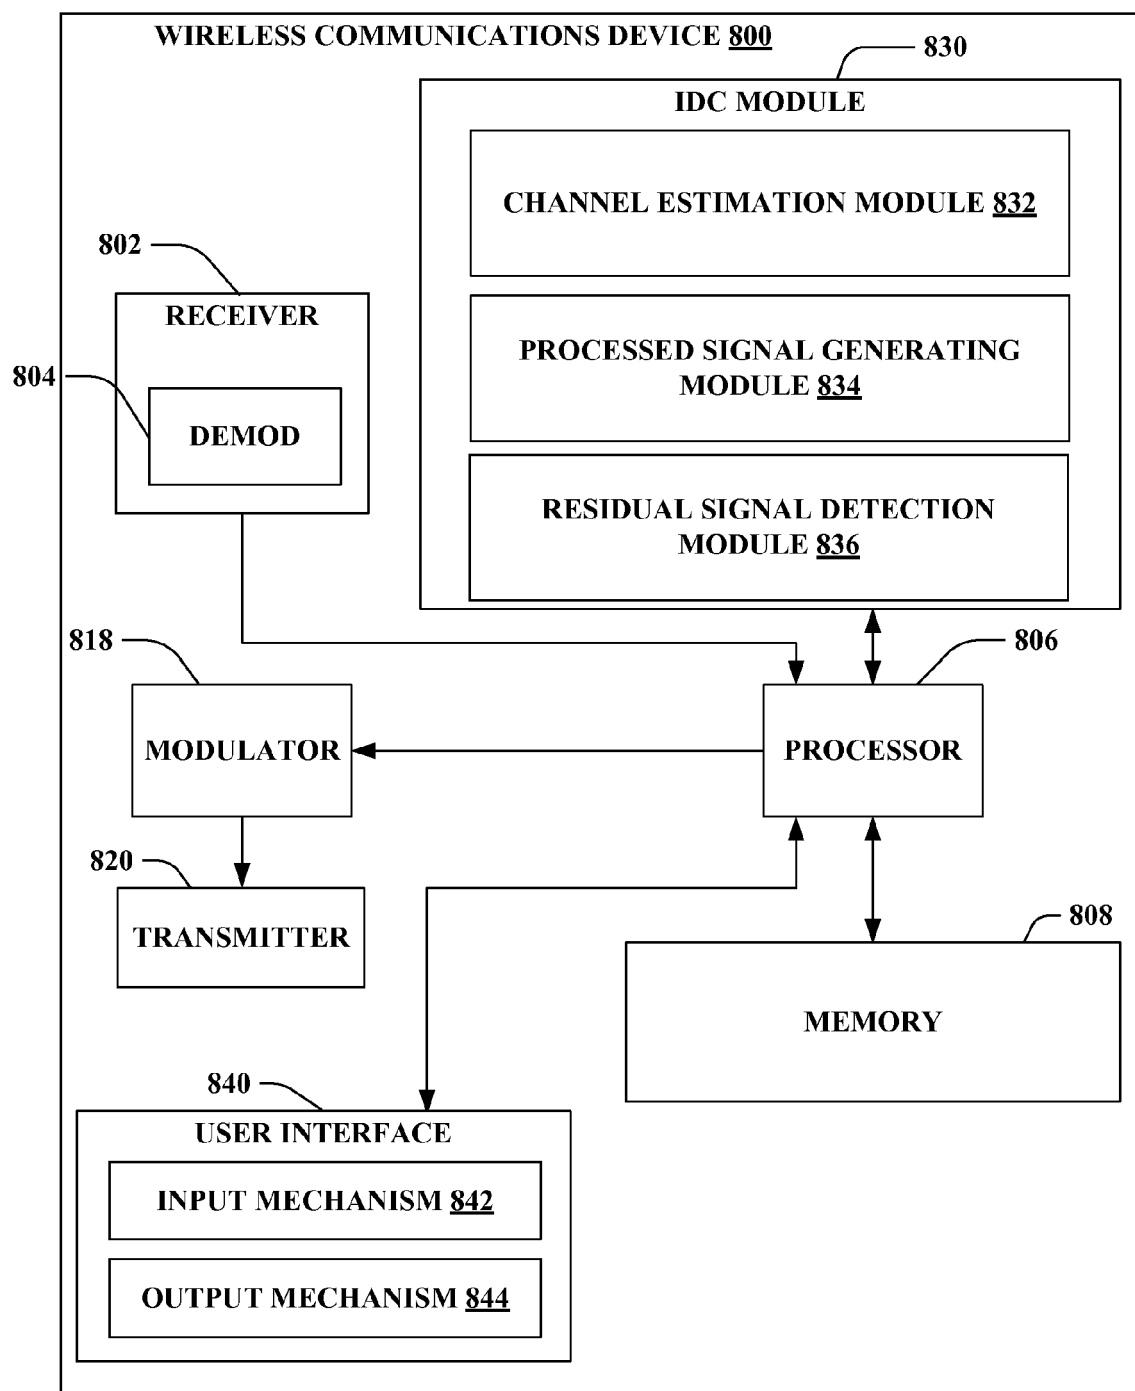 WIRELESS COMMUNICATIONS DEVICE 800
830
IDC MODULE
CHANNEL ESTIMATION MODULE 832
802
RECEIVER
PROCESSED SIGNAL GENERATING
MODULE 834
804
DEMOD
RESIDUAL SIGNAL DETECTION
MODULE 836
818
806
MODULATOR
PROCESSOR
820
TRANSMITTER
808
MEMORY
840
USER INTERFACE
INPUT MECHANISM 842
OUTPUT MECHANISM 844